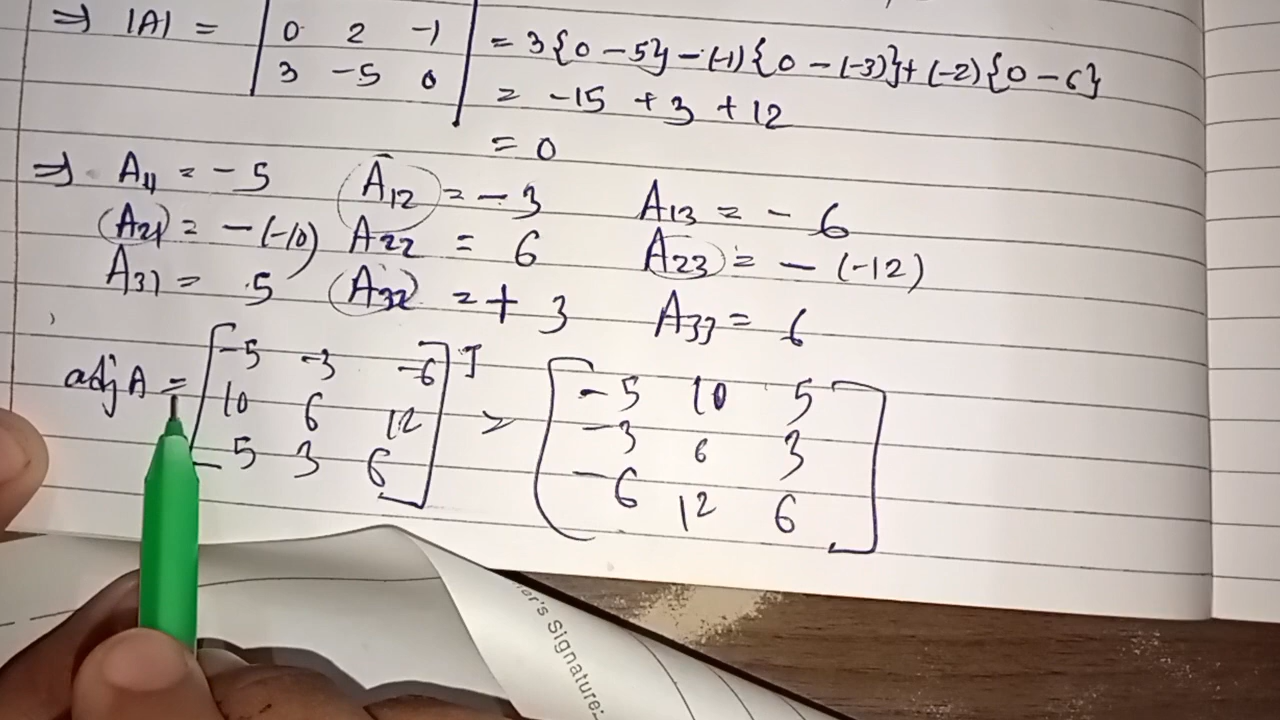 ⇒ |A| = | 0 2 -1 | = 3{0 - 5} - (-1){0 - (-3)} + (-2){0 - 6}
| 3 -5 0 | = -15 + 3 + 12
= 0
⇒ A11 = - 5 A12 = - 3 A13 = - 6
A21 = - (-10) A22 = 6 A23 = - (-12)
A31 = 5 A32 = + 3 A33 = 6
adj A = [ -5 -3 -6 ]T = [ -5 10 5 ]
10 6 12 -3 6 3
5 3 6 -6 12 6
's Signature: